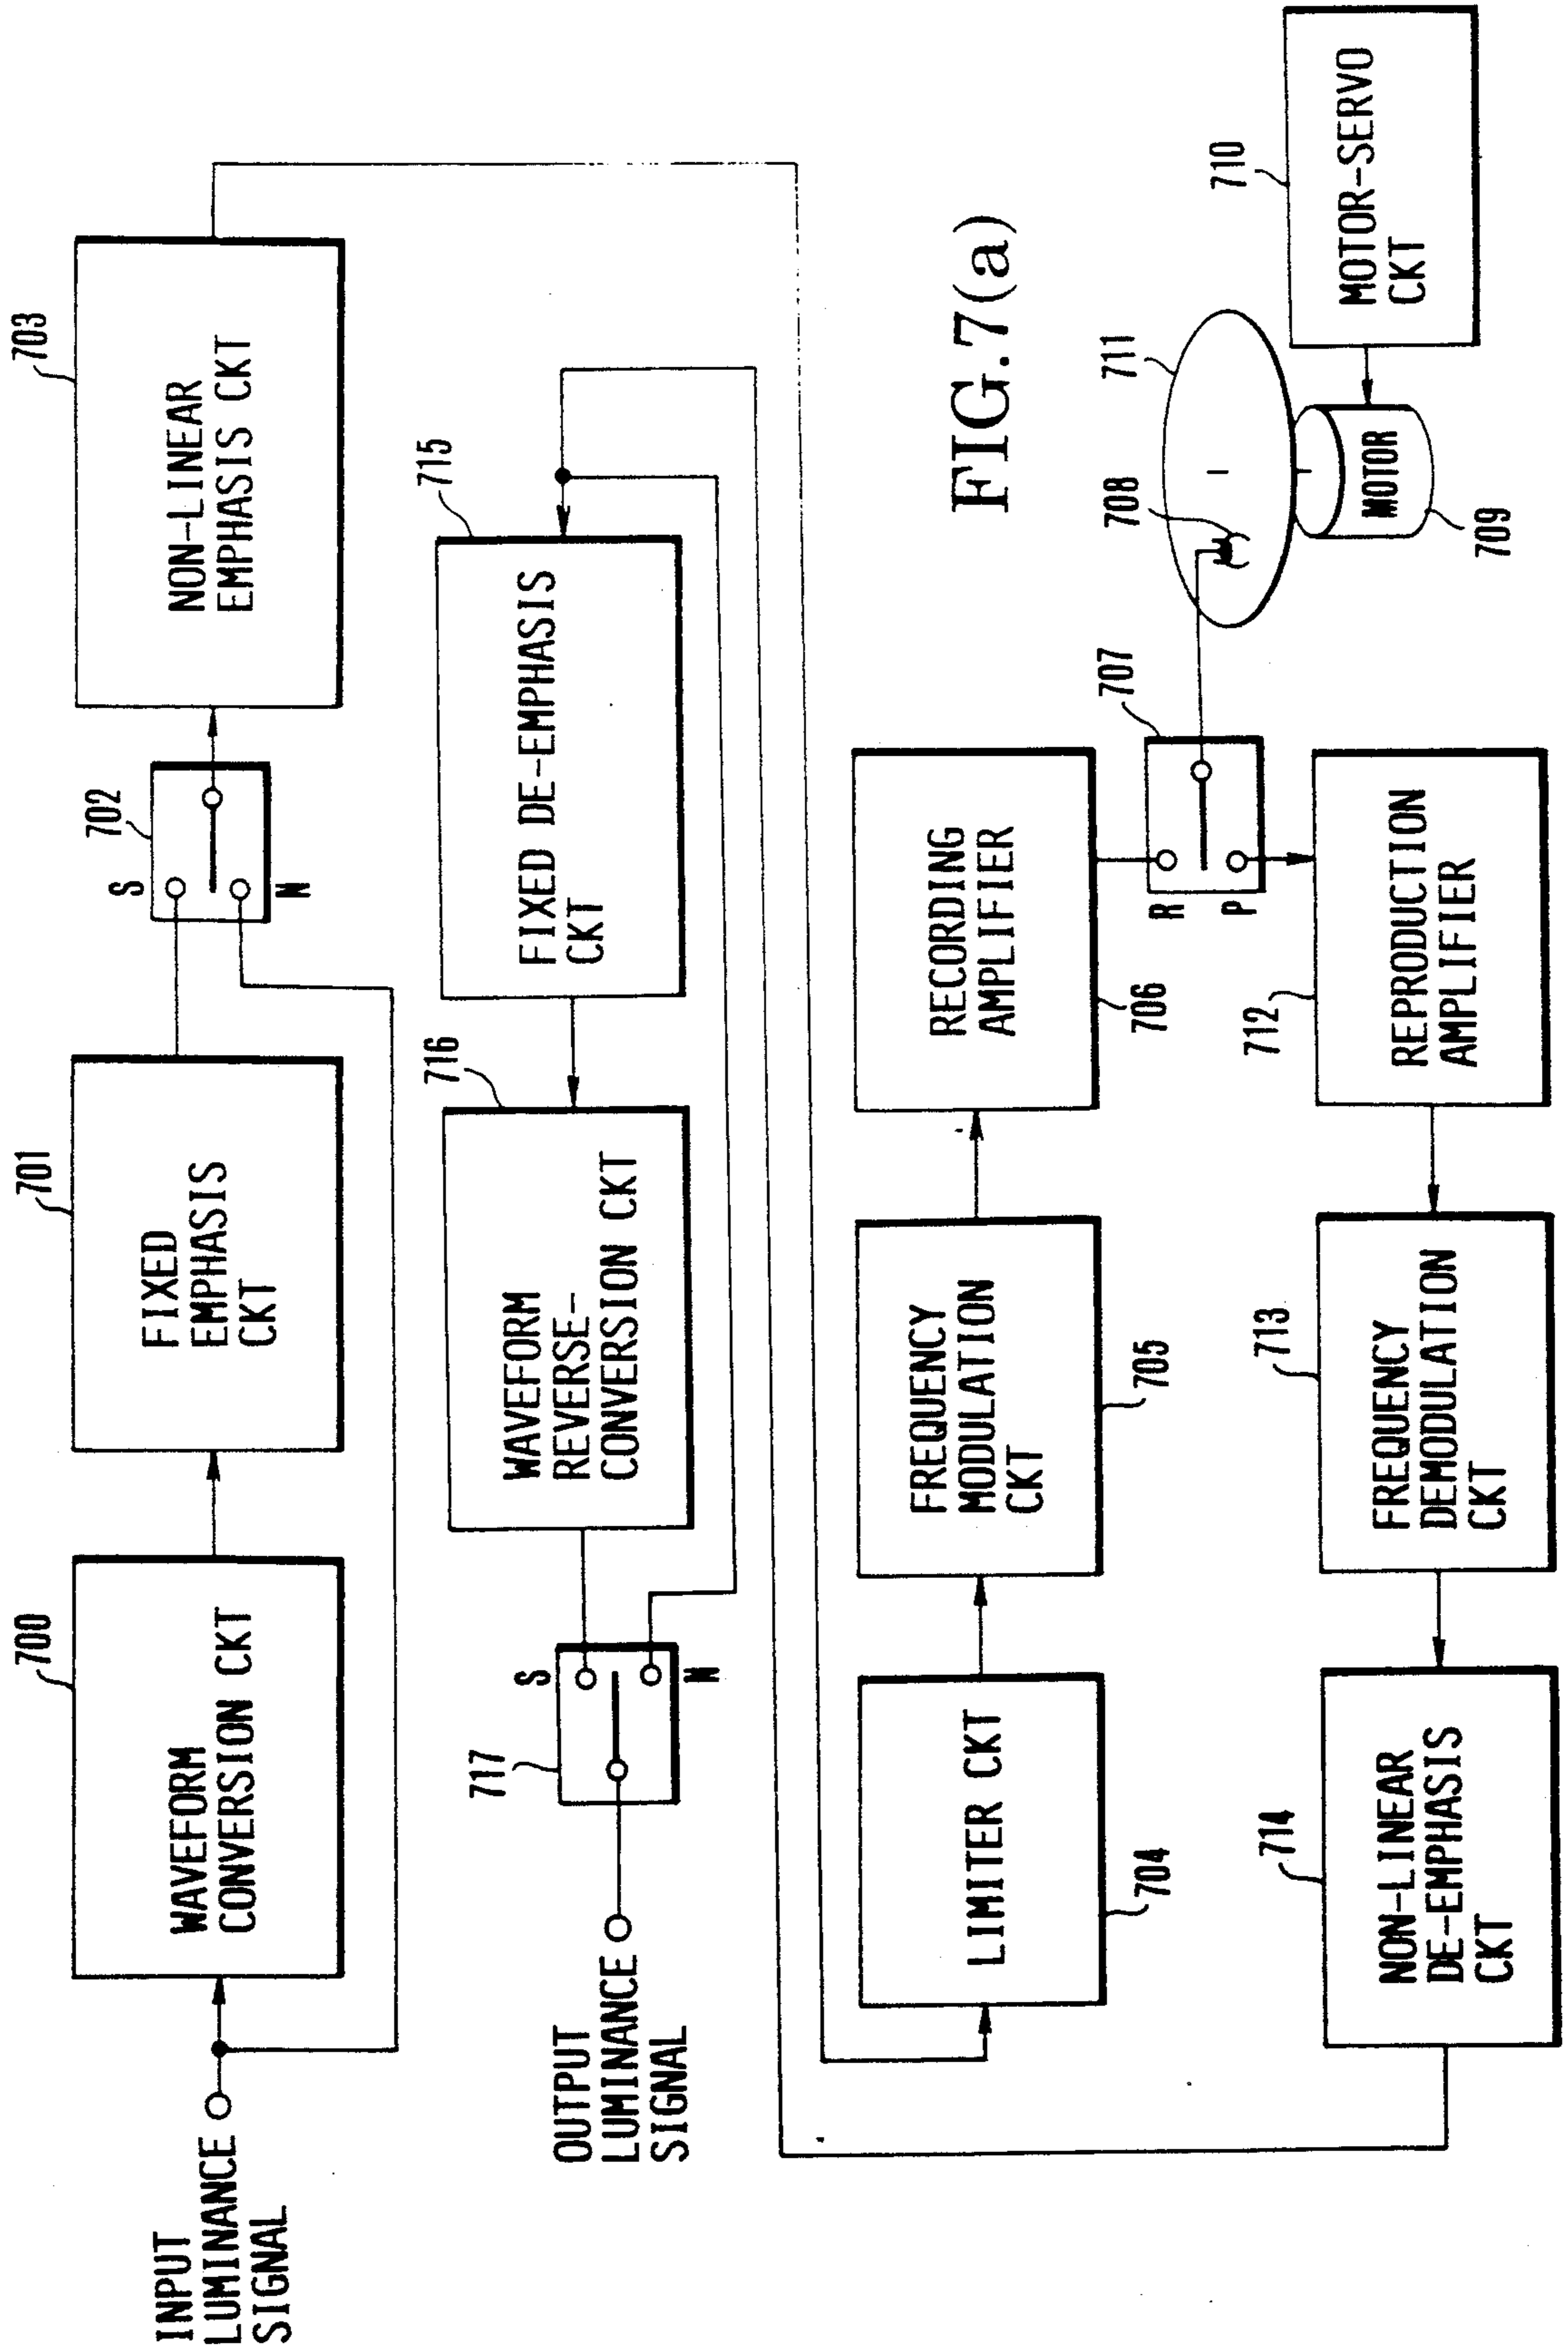 FIG.7(a)
INPUT
LUMINANCE
SIGNAL
700
WAVEFORM
CONVERSION CKT
701
FIXED
EMPHASIS
CKT
702
S
N
703
NON-LINEAR
EMPHASIS CKT
OUTPUT
LUMINANCE
SIGNAL
717
S
N
716
WAVEFORM
REVERSE-
CONVERSION CKT
715
FIXED DE-EMPHASIS
CKT
LIMITER CKT
704
FREQUENCY
MODULATION
CKT
705
RECORDING
AMPLIFIER
706
707
R
P
708
711
MOTOR
709
710
MOTOR-SERVO
CKT
714
NON-LINEAR
DE-EMPHASIS
CKT
713
FREQUENCY
DEMODULATION
CKT
712
REPRODUCTION
AMPLIFIER